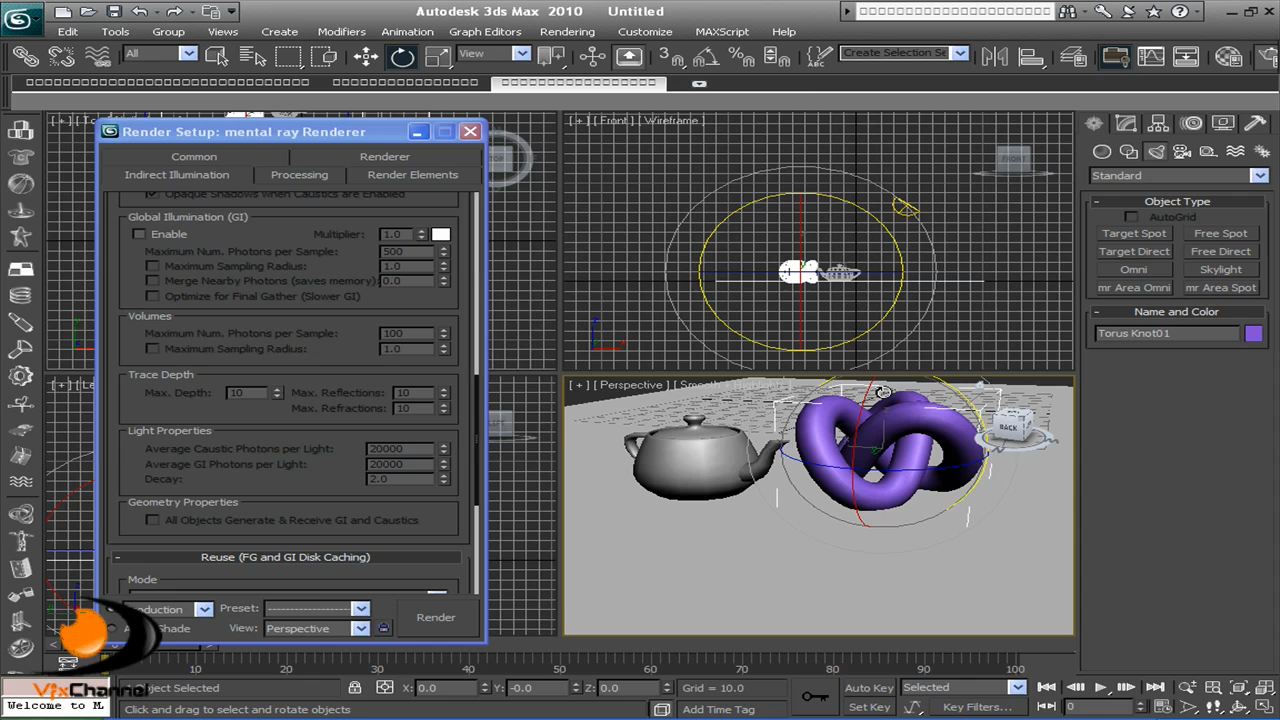 Autodesk 3ds Max 2010 Untitled
Edit Tools Group Views Create Modifiers Animation Graph Editors Rendering Customize MAXScript Help
All View 3 Create Selection Se
Render Setup: mental ray Renderer
Common Renderer
Indirect Illumination Processing Render Elements
Opaque Shadows when Caustics are Enabled
Global Illumination (GI)
Enable Multiplier: 1.0
Maximum Num. Photons per Sample: 500
Maximum Sampling Radius: 1.0
Merge Nearby Photons (saves memory): 0.0
Optimize for Final Gather (Slower GI)
Volumes
Maximum Num. Photons per Sample: 100
Maximum Sampling Radius: 1.0
Trace Depth
Max. Depth: 10 Max. Reflections: 10
Max. Refractions: 10
Light Properties
Average Caustic Photons per Light: 20000
Average GI Photons per Light: 20000
Decay: 2.0
Geometry Properties
All Objects Generate & Receive GI and Caustics
- Reuse (FG and GI Disk Caching)
Mode
oduction Preset: --------------------
Shade View: Perspective
Render
[ + ] [ Front ] [ Wireframe ]
FRONT
[ + ] [ Perspective ] [ Smooth + Highlights ]
BACK
Standard
- Object Type
AutoGrid
Target Spot Free Spot
Target Direct Free Direct
Omni Skylight
mr Area Omni mr Area Spot
- Name and Color
Torus Knot01
10 20 30 40 50 60 70 80 90 100
VfxChannel
Welcome to M
bject Selected X: 0.0 Y: -0.0 Z: 0.0 Grid = 10.0 Auto Key Selected
Click and drag to select and rotate objects Add Time Tag Set Key Key Filters... 0